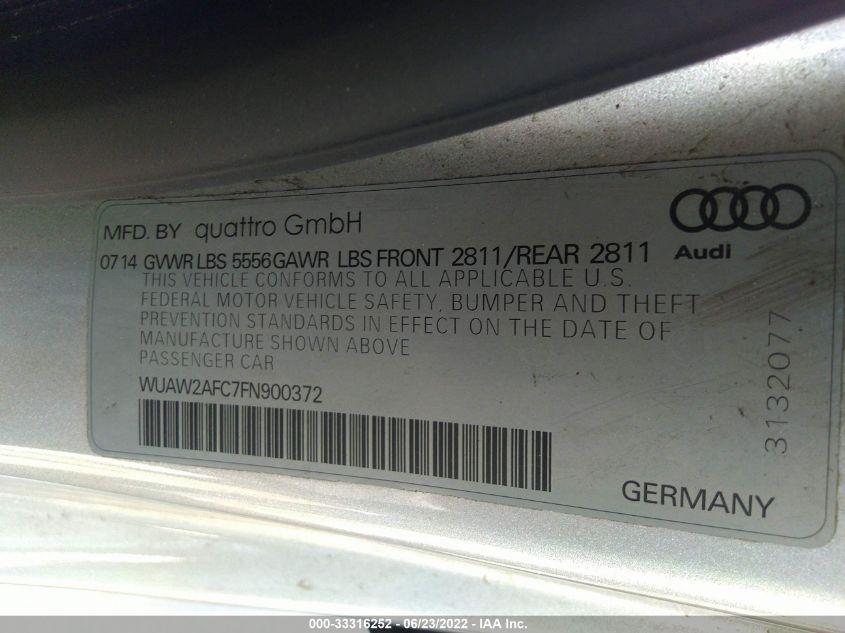 MFD. BY quattro GmbH
Audi
0714 GVWR LBS 5556 GAWR LBS FRONT 2811/REAR 2811
THIS VEHICLE CONFORMS TO ALL APPLICABLE U.S.
FEDERAL MOTOR VEHICLE SAFETY, BUMPER AND THEFT
PREVENTION STANDARDS IN EFFECT ON THE DATE OF
MANUFACTURE SHOWN ABOVE
PASSENGER CAR
WUAW2AFC7FN900372
3132077
GERMANY
000-33316252 - 06/23/2022 - IAA Inc.